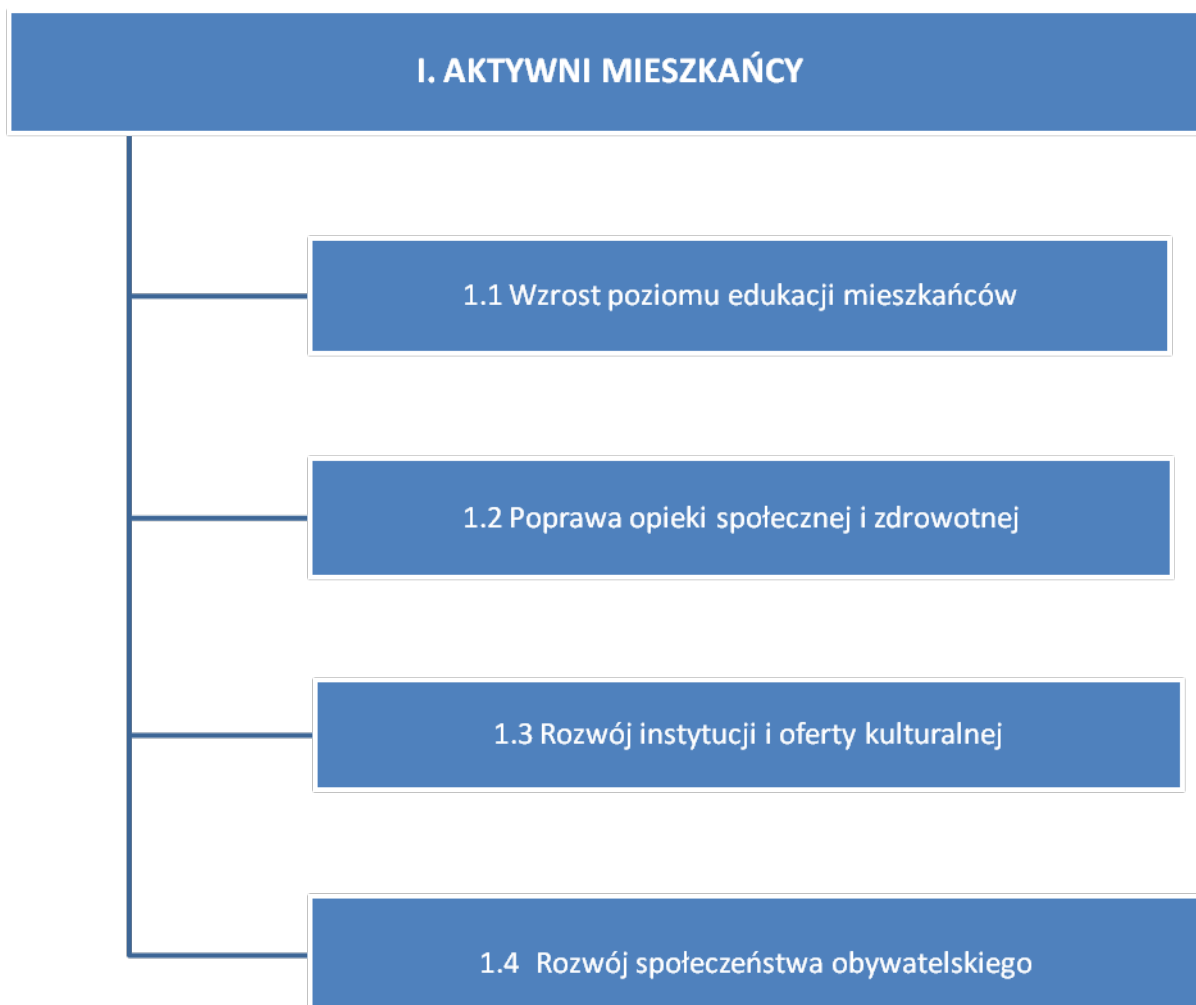 I. AKTYWNI MIESZKAŃCY
1.1 Wzrost poziomu edukacji mieszkańców
1.2 Poprawa opieki społecznej i zdrowotnej
1.3 Rozwój instytucji i oferty kulturalnej
1.4 Rozwój społeczeństwa obywatelskiego